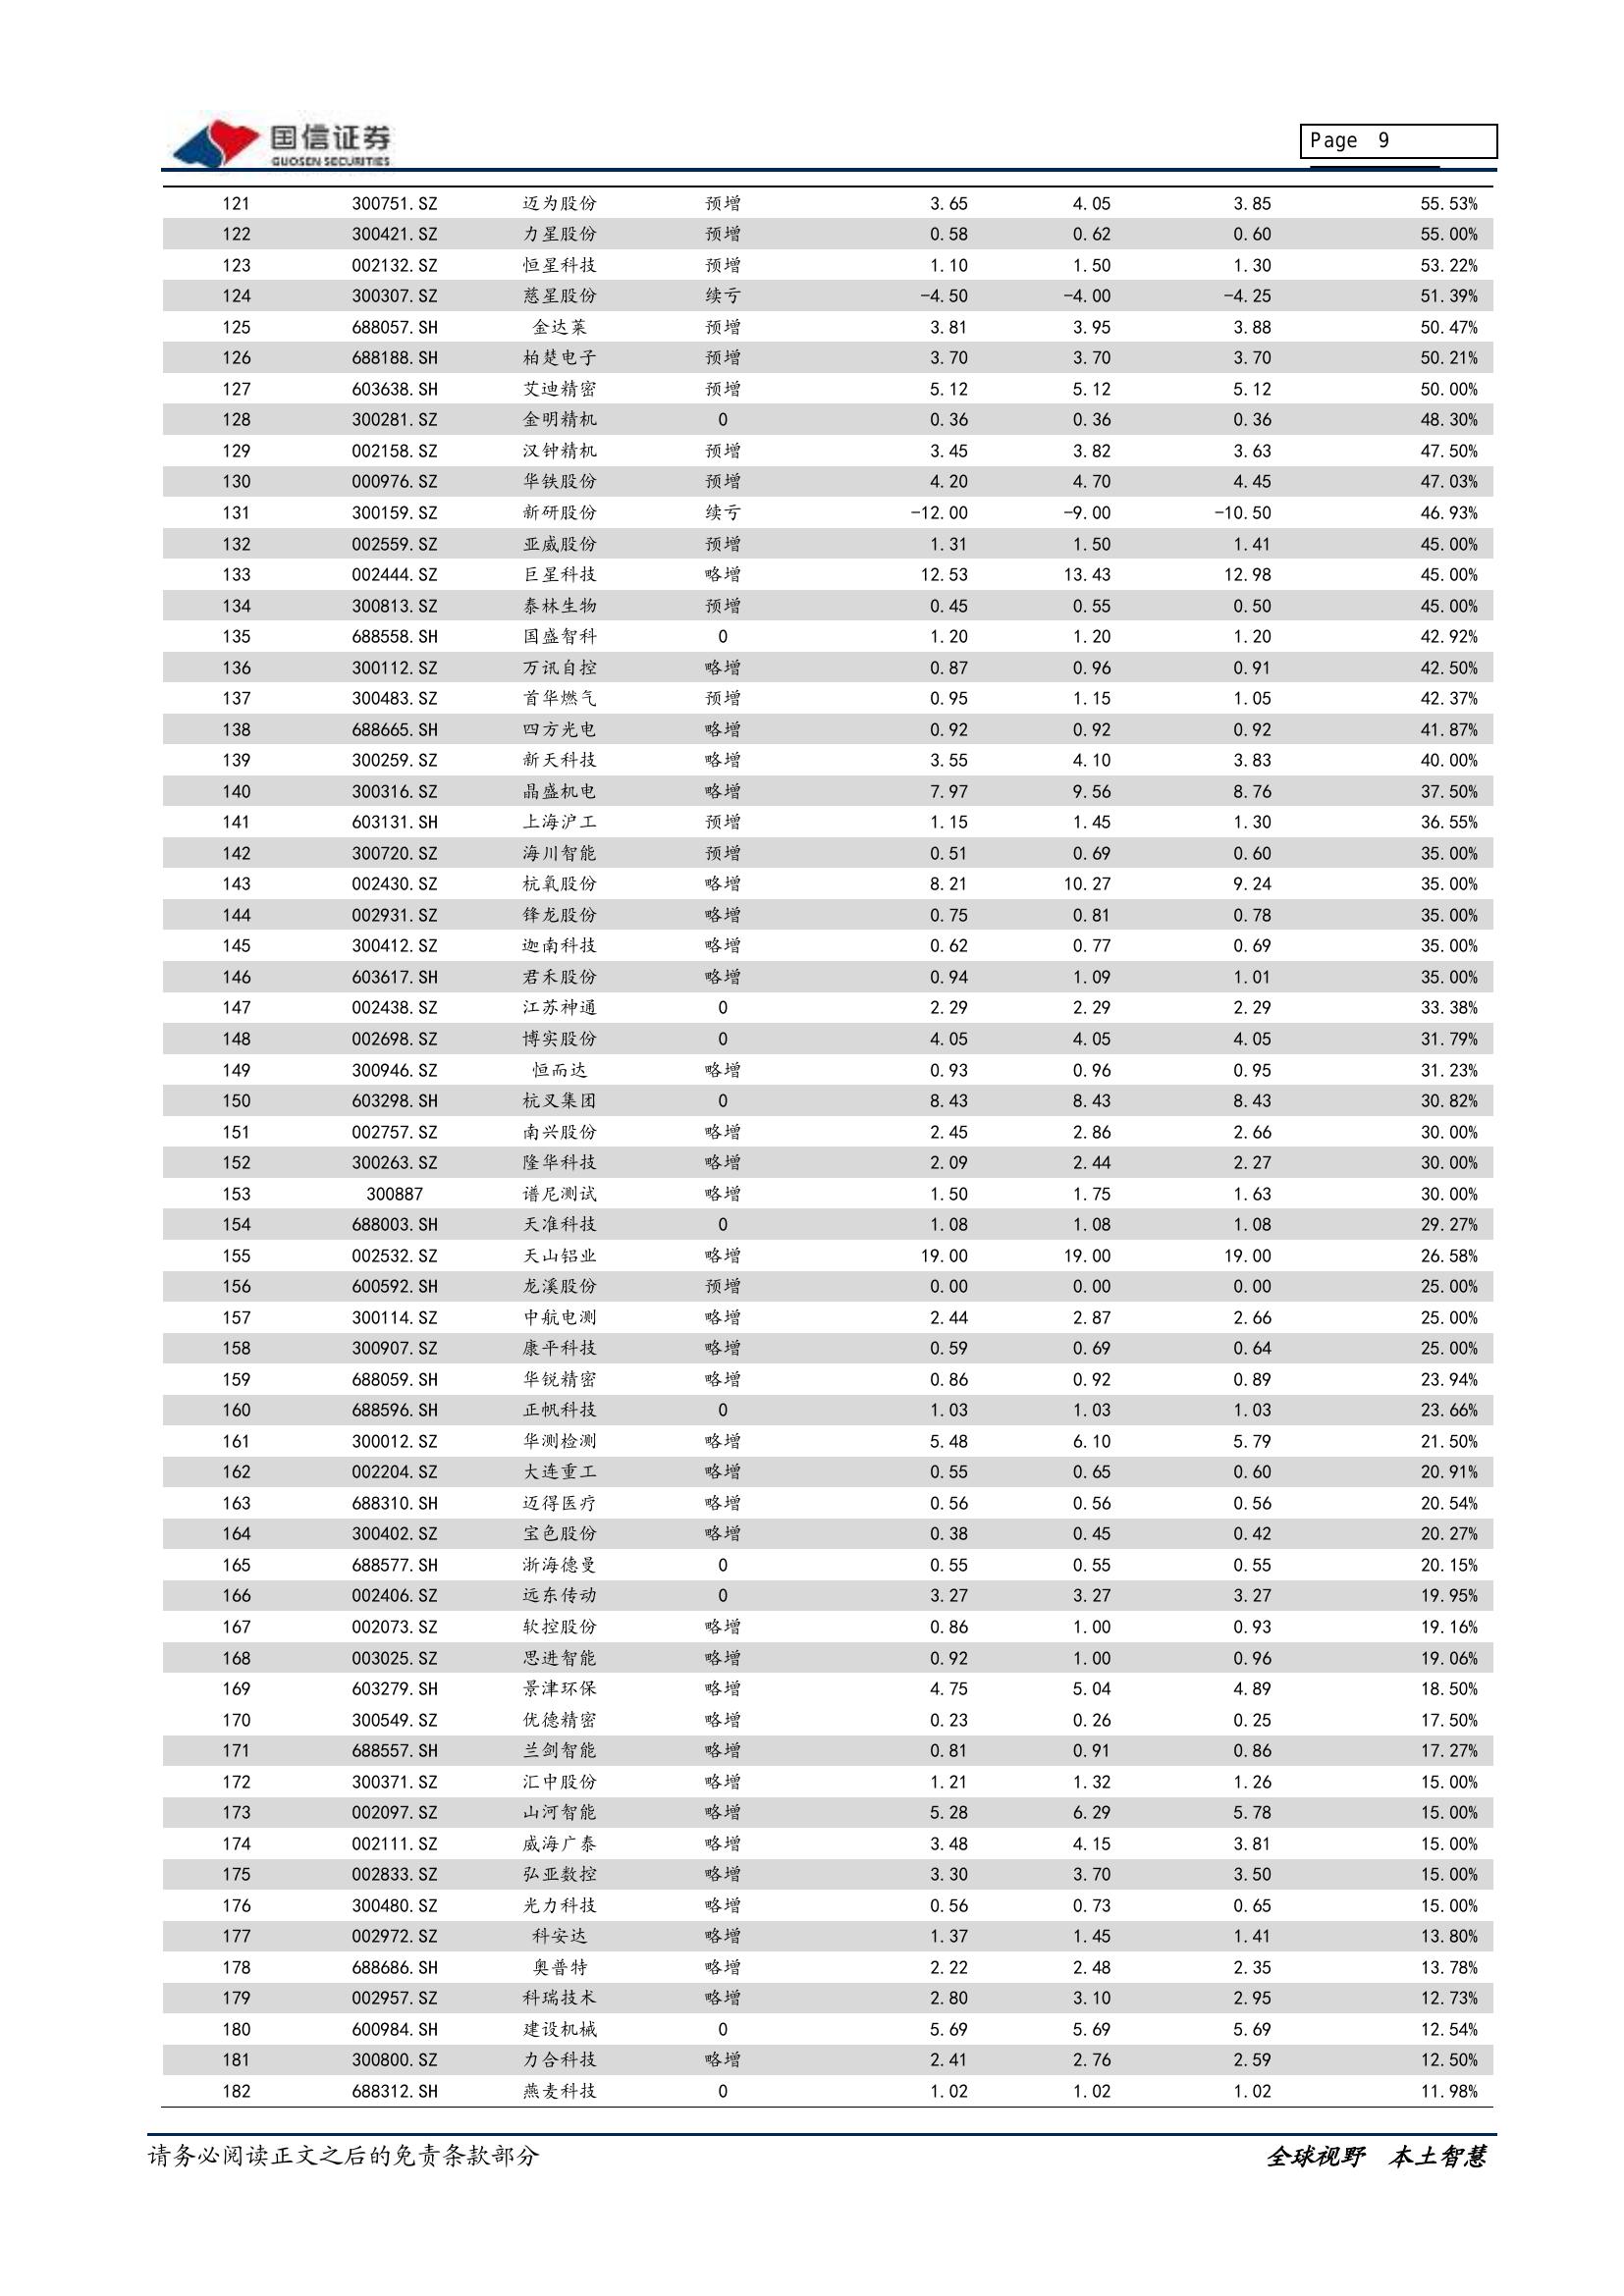 国信证券
GUOSEN SECURITIES
Page 9
121 300751.SZ 迈为股份 预增 3.65 4.05 3.85 55.53%
122 300421.SZ 力星股份 预增 0.58 0.62 0.60 55.00%
123 002132.SZ 恒星科技 预增 1.10 1.50 1.30 53.22%
124 300307.SZ 慈星股份 续亏 -4.50 -4.00 -4.25 51.39%
125 688057.SH 金达莱 预增 3.81 3.95 3.88 50.47%
126 688188.SH 柏楚电子 预增 3.70 3.70 3.70 50.21%
127 603638.SH 艾迪精密 预增 5.12 5.12 5.12 50.00%
128 300281.SZ 金明精机 0 0.36 0.36 0.36 48.30%
129 002158.SZ 汉钟精机 预增 3.45 3.82 3.63 47.50%
130 000976.SZ 华铁股份 预增 4.20 4.70 4.45 47.03%
131 300159.SZ 新研股份 续亏 -12.00 -9.00 -10.50 46.93%
132 002559.SZ 亚威股份 预增 1.31 1.50 1.41 45.00%
133 002444.SZ 巨星科技 略增 12.53 13.43 12.98 45.00%
134 300813.SZ 泰林生物 预增 0.45 0.55 0.50 45.00%
135 688558.SH 国盛智科 0 1.20 1.20 1.20 42.92%
136 300112.SZ 万讯自控 略增 0.87 0.96 0.91 42.50%
137 300483.SZ 首华燃气 预增 0.95 1.15 1.05 42.37%
138 688665.SH 四方光电 略增 0.92 0.92 0.92 41.87%
139 300259.SZ 新天科技 略增 3.55 4.10 3.83 40.00%
140 300316.SZ 晶盛机电 略增 7.97 9.56 8.76 37.50%
141 603131.SH 上海沪工 预增 1.15 1.45 1.30 36.55%
142 300720.SZ 海川智能 预增 0.51 0.69 0.60 35.00%
143 002430.SZ 杭氧股份 略增 8.21 10.27 9.24 35.00%
144 002931.SZ 锋龙股份 略增 0.75 0.81 0.78 35.00%
145 300412.SZ 迦南科技 略增 0.62 0.77 0.69 35.00%
146 603617.SH 君禾股份 略增 0.94 1.09 1.01 35.00%
147 002438.SZ 江苏神通 0 2.29 2.29 2.29 33.38%
148 002698.SZ 博实股份 0 4.05 4.05 4.05 31.79%
149 300946.SZ 恒而达 略增 0.93 0.96 0.95 31.23%
150 603298.SH 杭叉集团 0 8.43 8.43 8.43 30.82%
151 002757.SZ 南兴股份 略增 2.45 2.86 2.66 30.00%
152 300263.SZ 隆华科技 略增 2.09 2.44 2.27 30.00%
153 300887 谱尼测试 略增 1.50 1.75 1.63 30.00%
154 688003.SH 天准科技 0 1.08 1.08 1.08 29.27%
155 002532.SZ 天山铝业 略增 19.00 19.00 19.00 26.58%
156 600592.SH 龙溪股份 预增 0.00 0.00 0.00 25.00%
157 300114.SZ 中航电测 略增 2.44 2.87 2.66 25.00%
158 300907.SZ 康平科技 略增 0.59 0.69 0.64 25.00%
159 688059.SH 华锐精密 略增 0.86 0.92 0.89 23.94%
160 688596.SH 正帆科技 0 1.03 1.03 1.03 23.66%
161 300012.SZ 华测检测 略增 5.48 6.10 5.79 21.50%
162 002204.SZ 大连重工 略增 0.55 0.65 0.60 20.91%
163 688310.SH 迈得医疗 略增 0.56 0.56 0.56 20.54%
164 300402.SZ 宝色股份 略增 0.38 0.45 0.42 20.27%
165 688577.SH 浙海德曼 0 0.55 0.55 0.55 20.15%
166 002406.SZ 远东传动 0 3.27 3.27 3.27 19.95%
167 002073.SZ 软控股份 略增 0.86 1.00 0.93 19.16%
168 003025.SZ 思进智能 略增 0.92 1.00 0.96 19.06%
169 603279.SH 景津环保 略增 4.75 5.04 4.89 18.50%
170 300549.SZ 优德精密 略增 0.23 0.26 0.25 17.50%
171 688557.SH 兰剑智能 略增 0.81 0.91 0.86 17.27%
172 300371.SZ 汇中股份 略增 1.21 1.32 1.26 15.00%
173 002097.SZ 山河智能 略增 5.28 6.29 5.78 15.00%
174 002111.SZ 威海广泰 略增 3.48 4.15 3.81 15.00%
175 002833.SZ 弘亚数控 略增 3.30 3.70 3.50 15.00%
176 300480.SZ 光力科技 略增 0.56 0.73 0.65 15.00%
177 002972.SZ 科安达 略增 1.37 1.45 1.41 13.80%
178 688686.SH 奥普特 略增 2.22 2.48 2.35 13.78%
179 002957.SZ 科瑞技术 略增 2.80 3.10 2.95 12.73%
180 600984.SH 建设机械 0 5.69 5.69 5.69 12.54%
181 300800.SZ 力合科技 略增 2.41 2.76 2.59 12.50%
182 688312.SH 燕麦科技 0 1.02 1.02 1.02 11.98%
请务必阅读正文之后的免责条款部分
全球视野 本土智慧